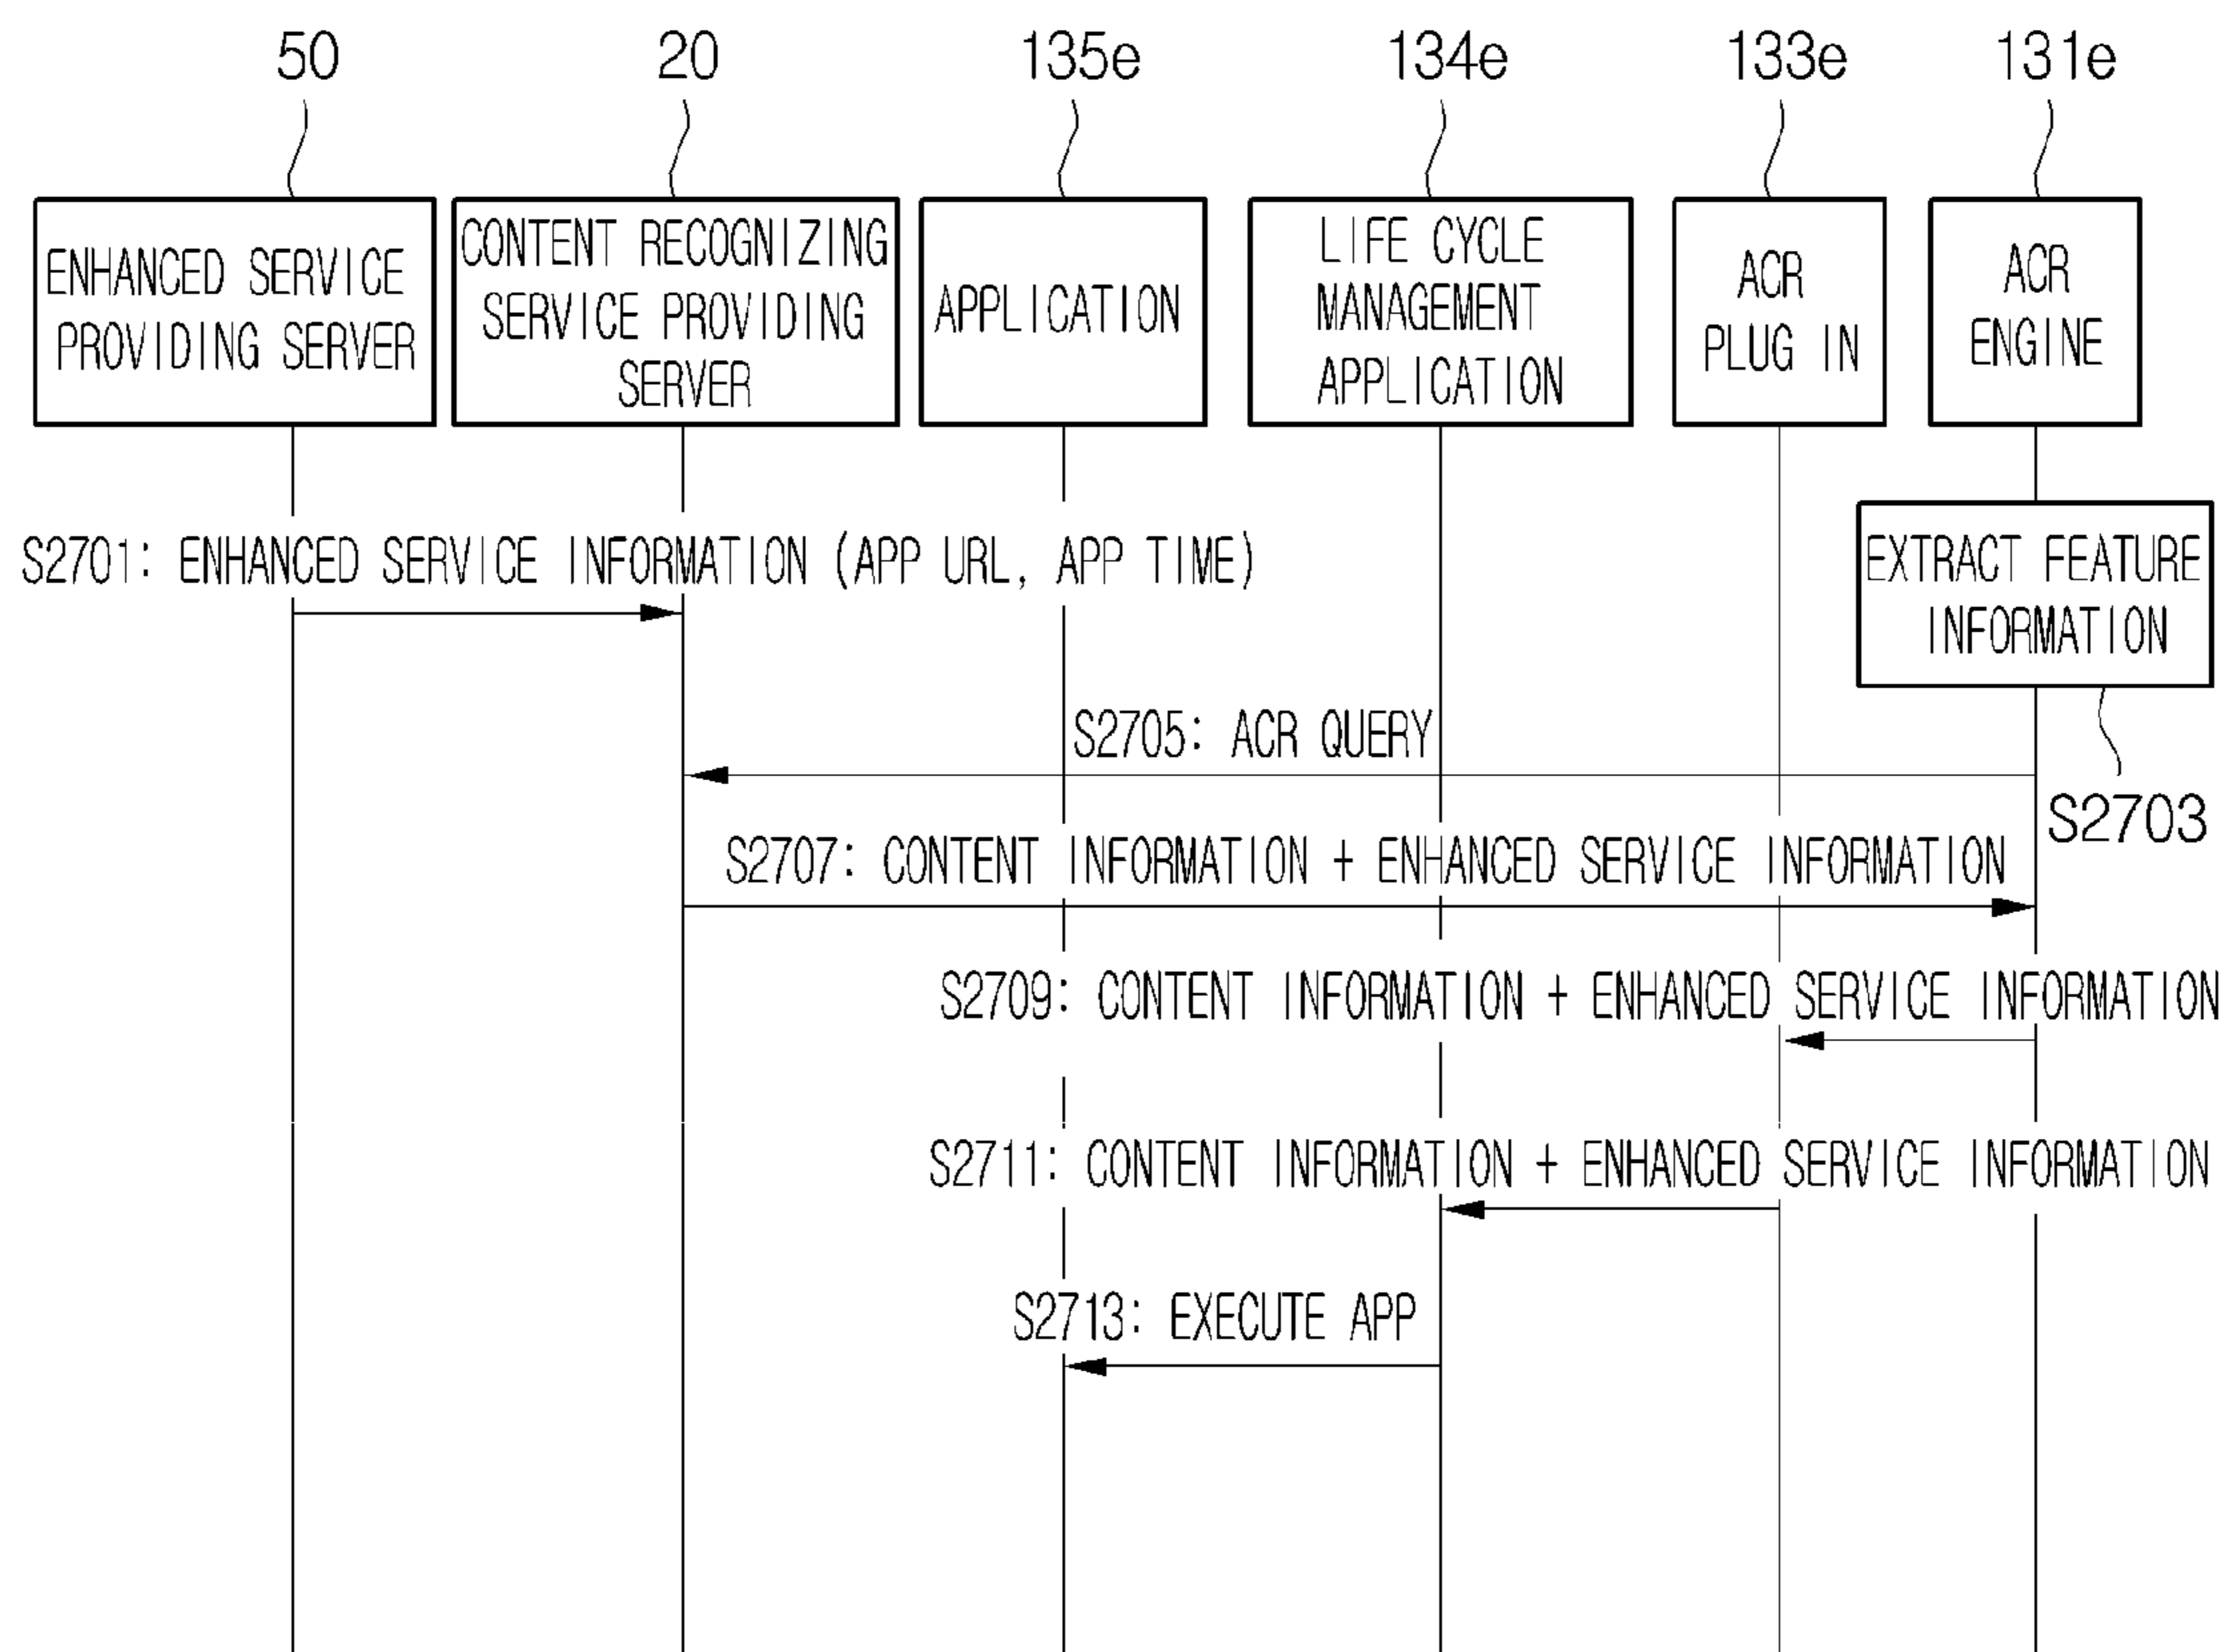 50
20
135e
134e
133e
131e
ENHANCED SERVICE
PROVIDING SERVER
CONTENT RECOGNIZING
SERVICE PROVIDING
SERVER
APPLICATION
LIFE CYCLE
MANAGEMENT
APPLICATION
ACR
PLUG IN
ACR
ENGINE
S2701: ENHANCED SERVICE INFORMATION (APP URL, APP TIME)
EXTRACT FEATURE
INFORMATION
S2705: ACR QUERY
S2703
S2707: CONTENT INFORMATION + ENHANCED SERVICE INFORMATION
S2709: CONTENT INFORMATION + ENHANCED SERVICE INFORMATION
S2711: CONTENT INFORMATION + ENHANCED SERVICE INFORMATION
S2713: EXECUTE APP